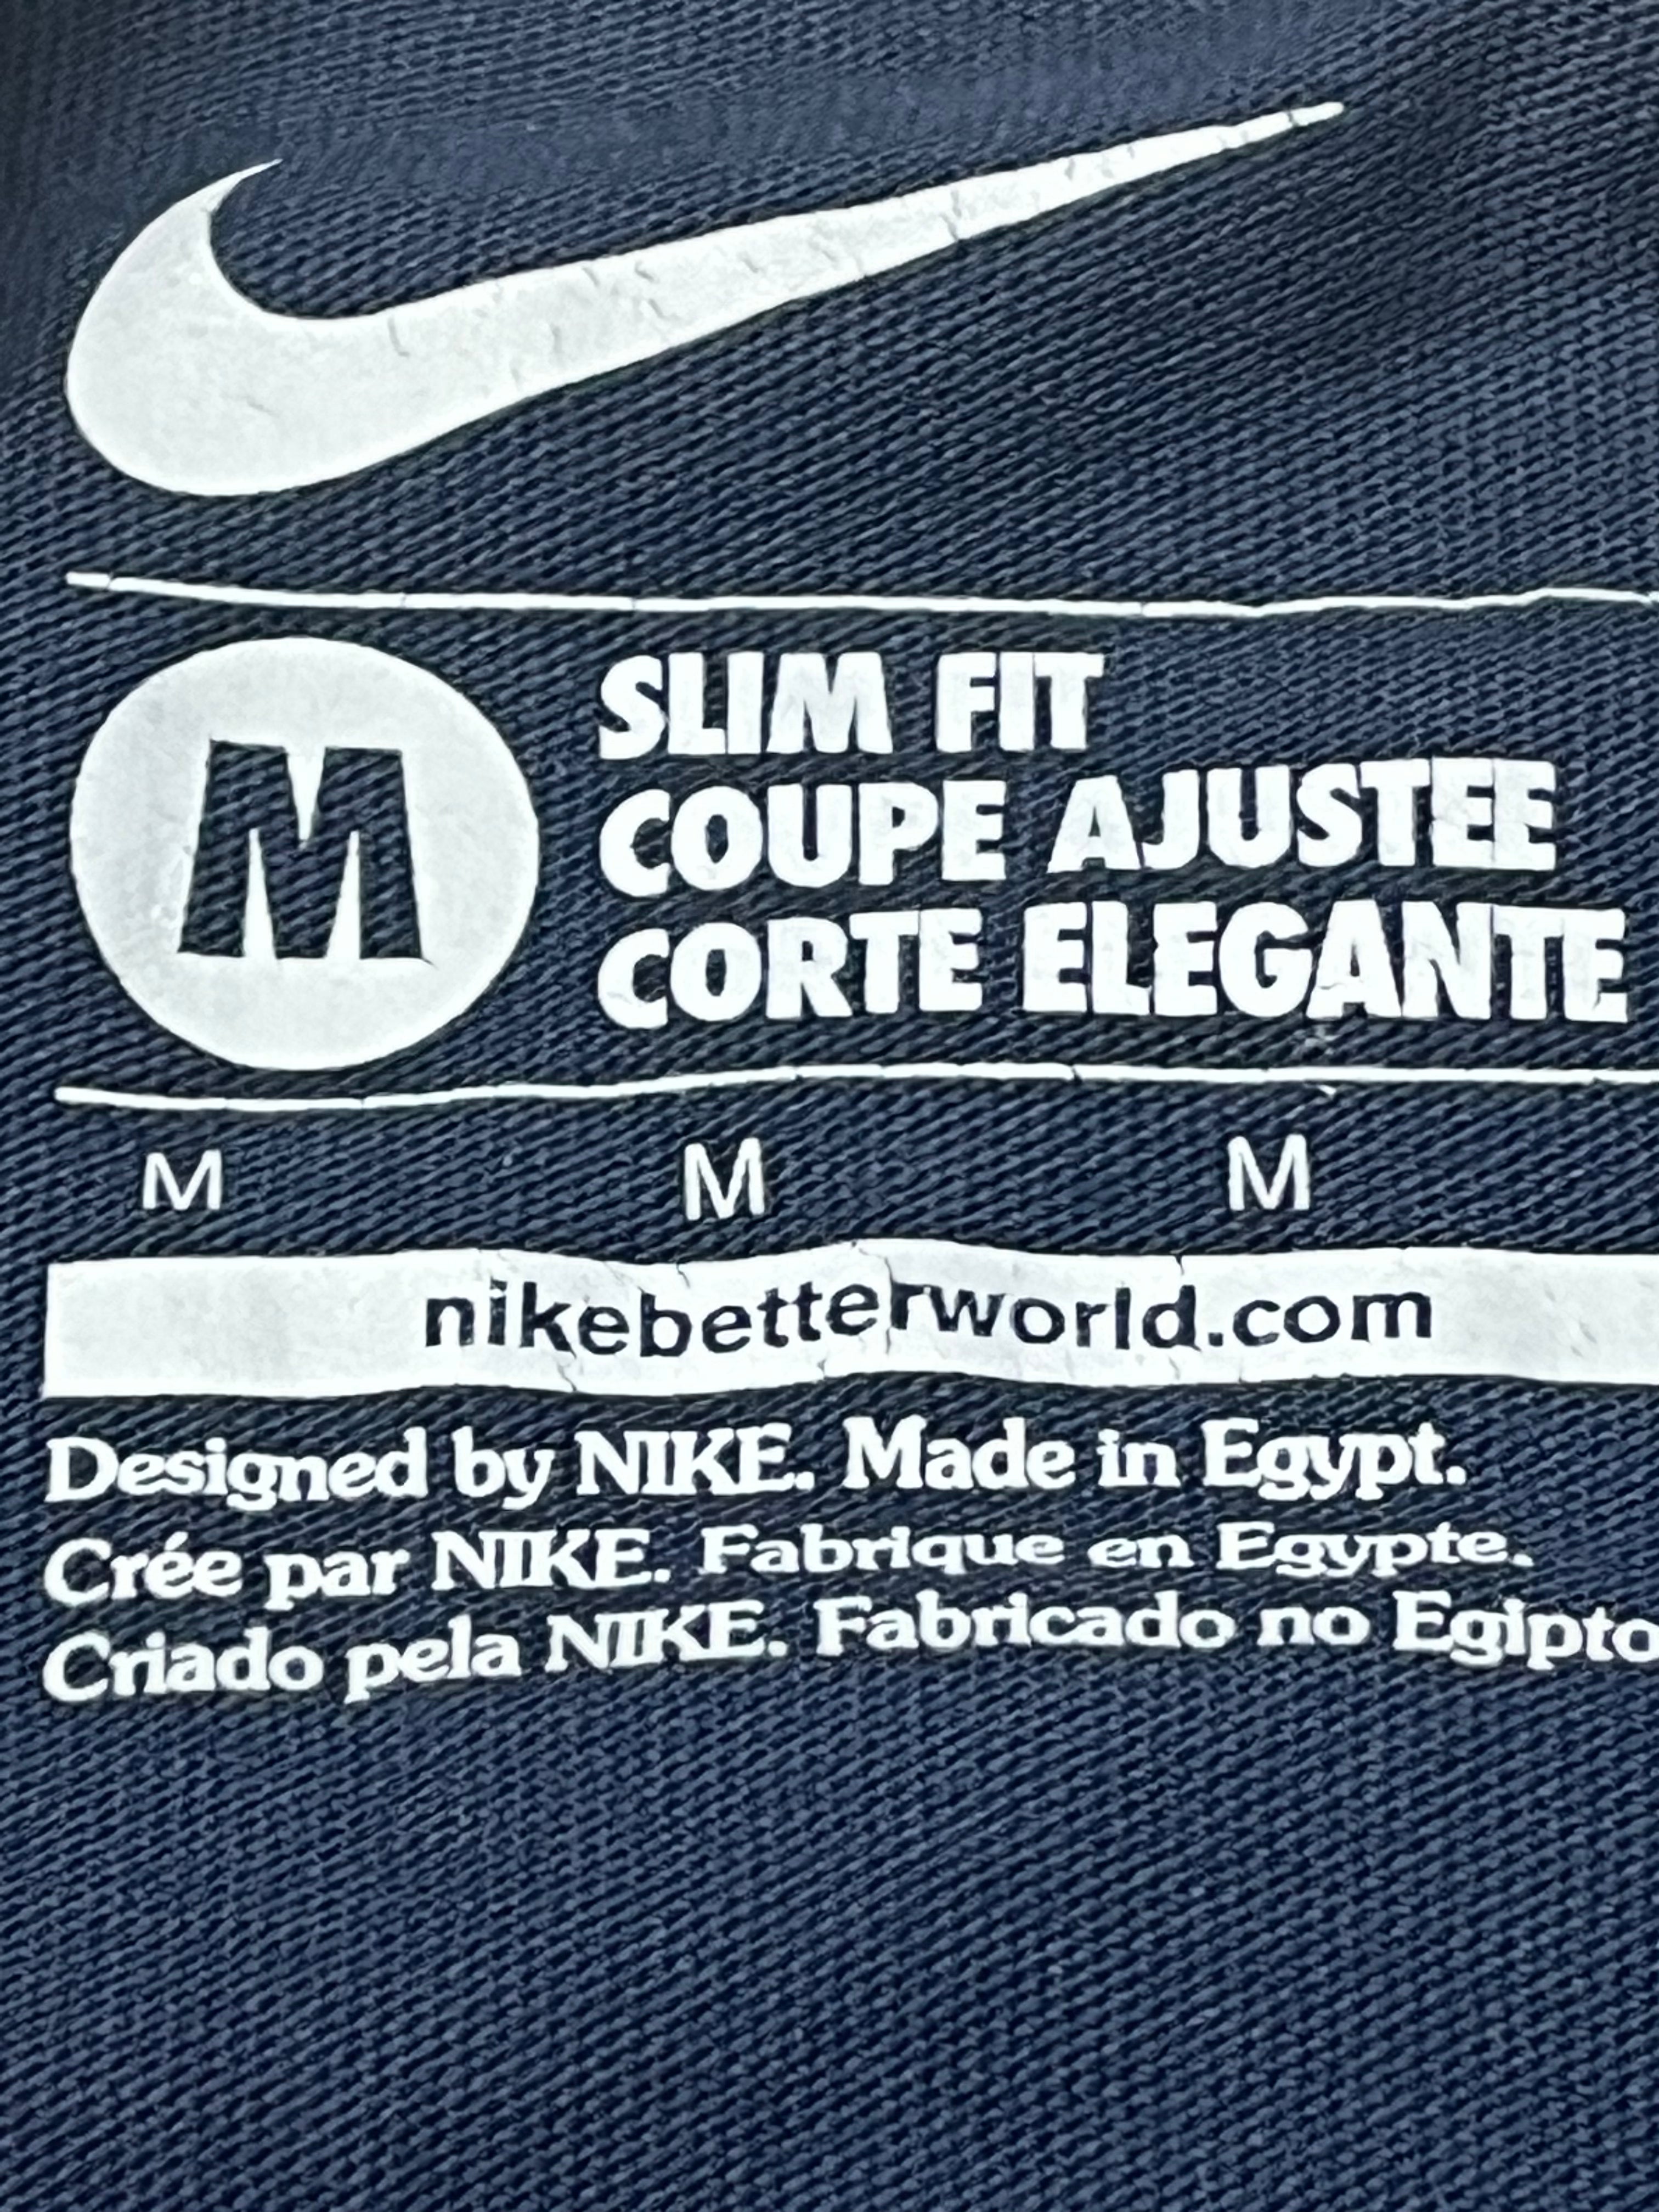 M
SLIM FIT
COUPE AJUSTEE
CORTE ELEGANTE
M M M
nikebetterworld.com
Designed by NIKE. Made in Egypt.
Crée par NIKE. Fabrique en Egypte.
Criado pela NIKE. Fabricado no Egipto